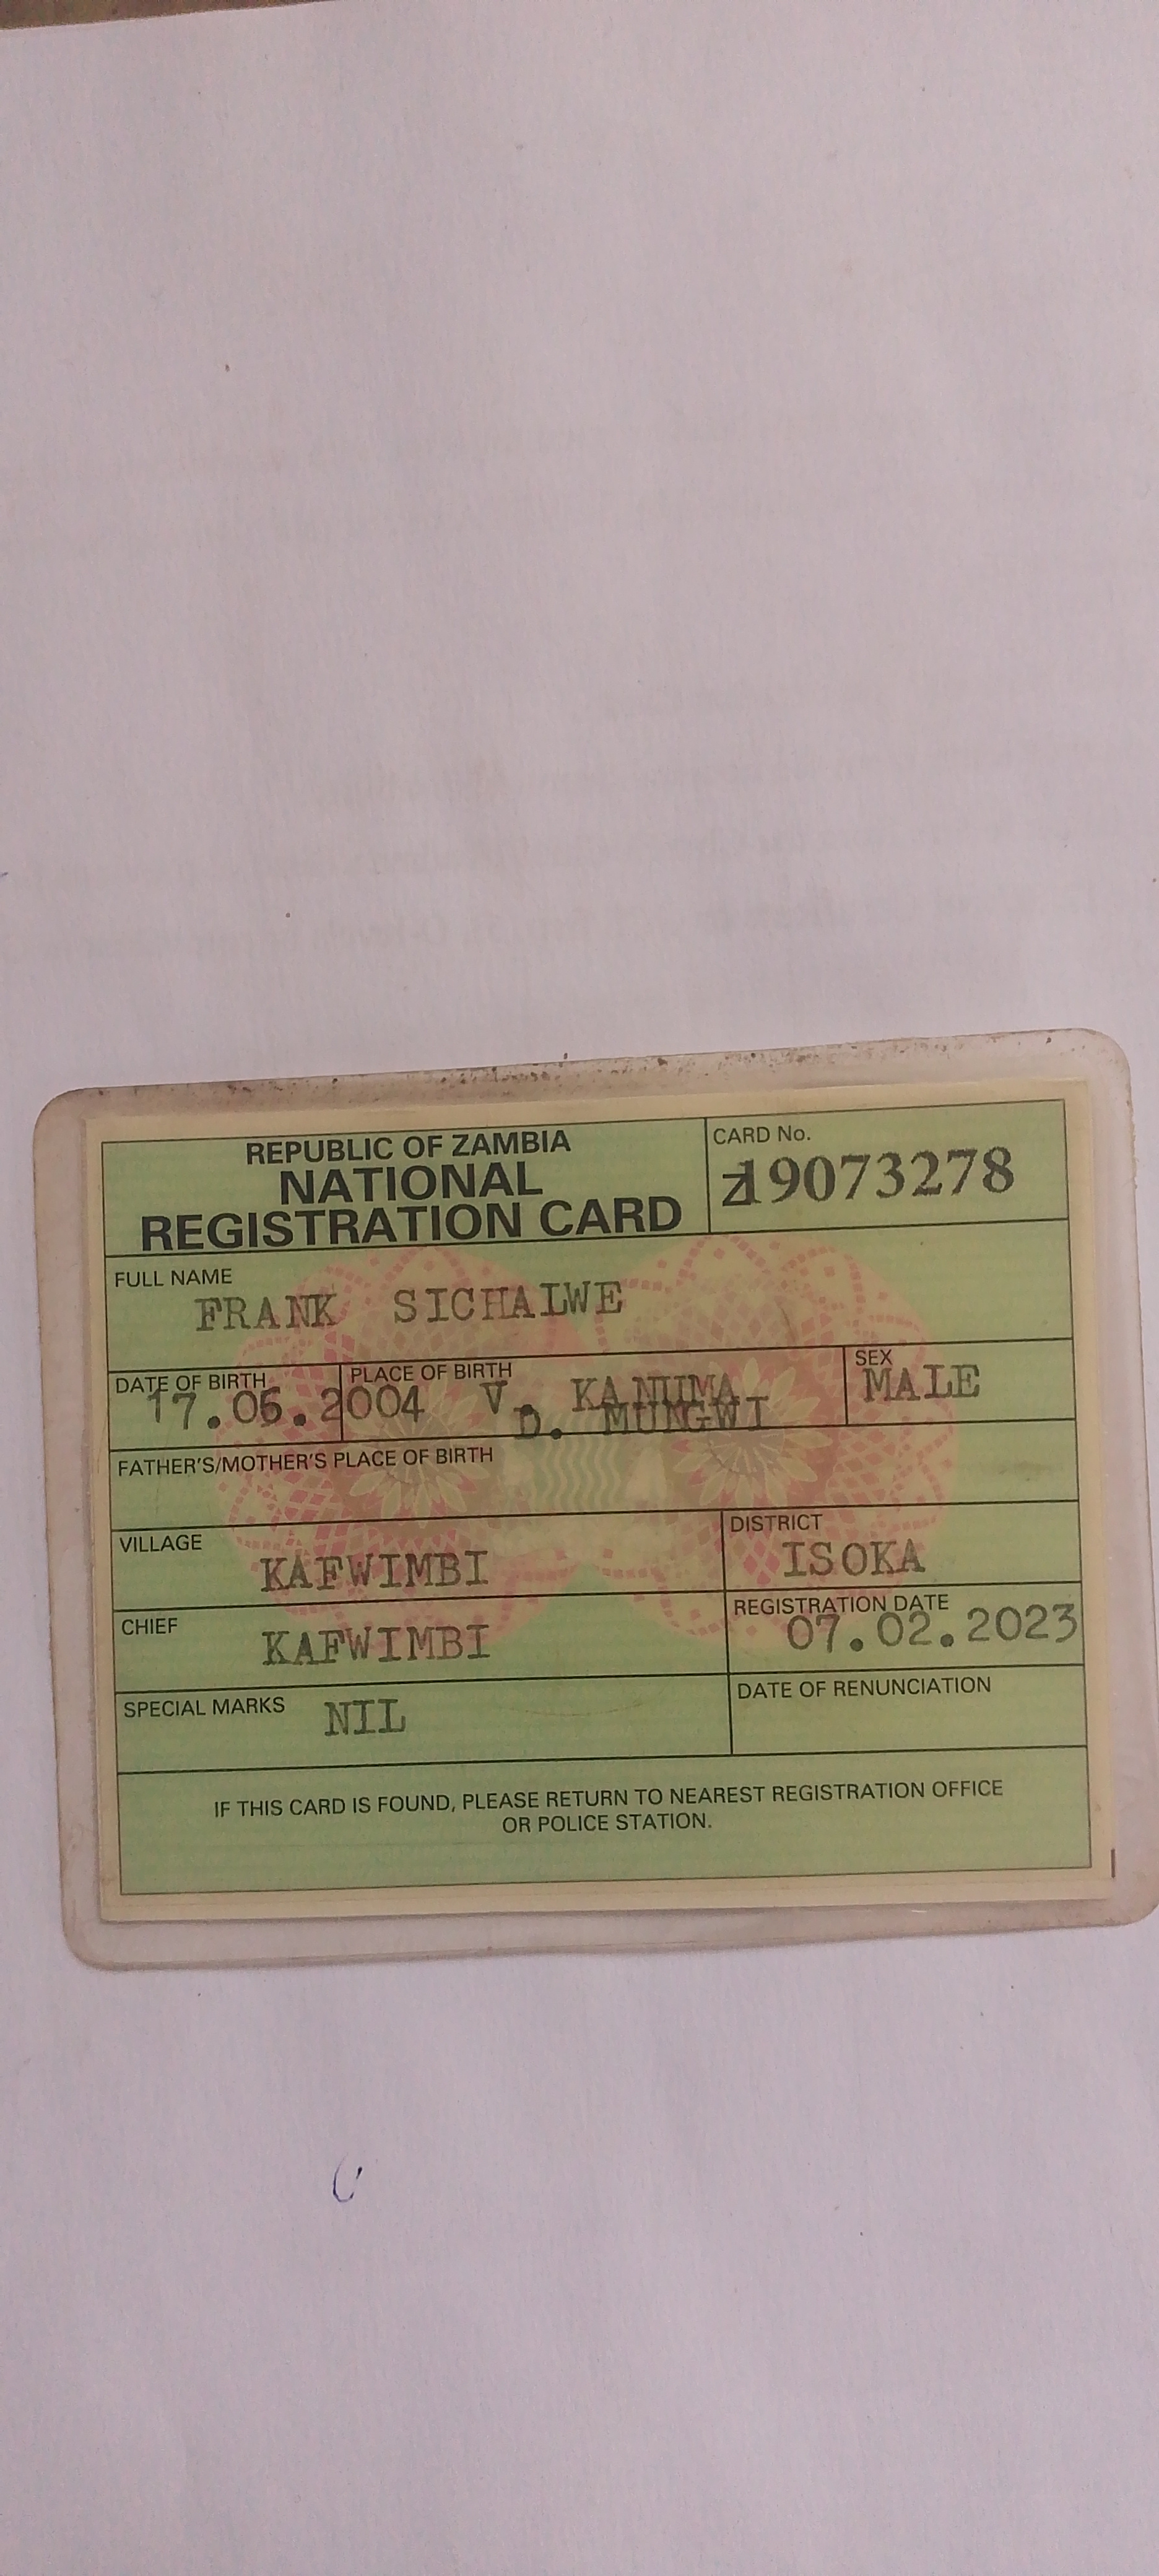 REPUBLIC OF ZAMBIA
NATIONAL
REGISTRATION CARD
CARD No.
Z19073278
FULL NAME
FRANK SICHALWE
DATE OF BIRTH
17.05.2004
PLACE OF BIRTH
V. KANUMA
D. MUNGWI
SEX
MALE
FATHER'S/MOTHER'S PLACE OF BIRTH
VILLAGE
KAFWIMBI
DISTRICT
ISOKA
CHIEF
KAFWIMBI
REGISTRATION DATE
07.02.2023
SPECIAL MARKS
NIL
DATE OF RENUNCIATION
IF THIS CARD IS FOUND, PLEASE RETURN TO NEAREST REGISTRATION OFFICE
OR POLICE STATION.